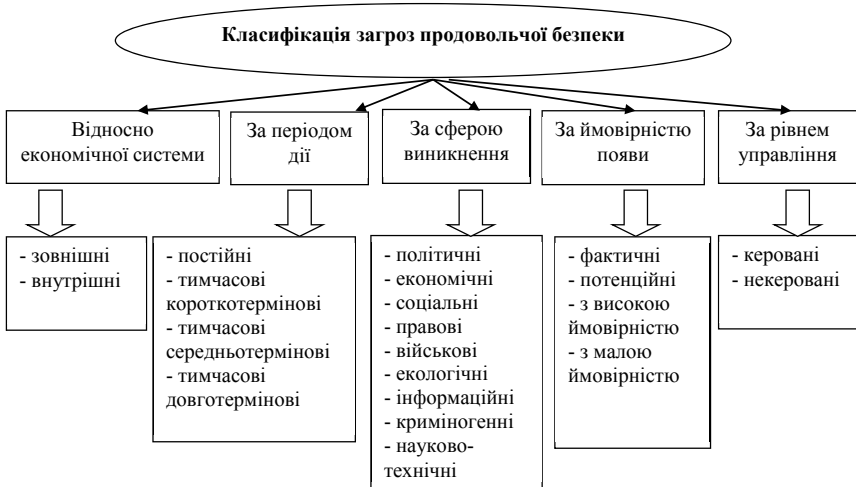 Класифікація загроз продовольчої безпеки
Відносно
економічної системи
За періодом
дії
За сферою
виникнення
За ймовірністю
появи
За рівнем
управління
- зовнішні
- внутрішні
- постійні
- тимчасові
короткотермінові
- тимчасові
середньотермінові
- тимчасові
довготермінові
- політичні
- економічні
- соціальні
- правові
- військові
- екологічні
- інформаційні
- криміногенні
- науково-
технічні
- фактичні
- потенційні
- з високою
ймовірністю
- з малою
ймовірністю
- керовані
- некеровані